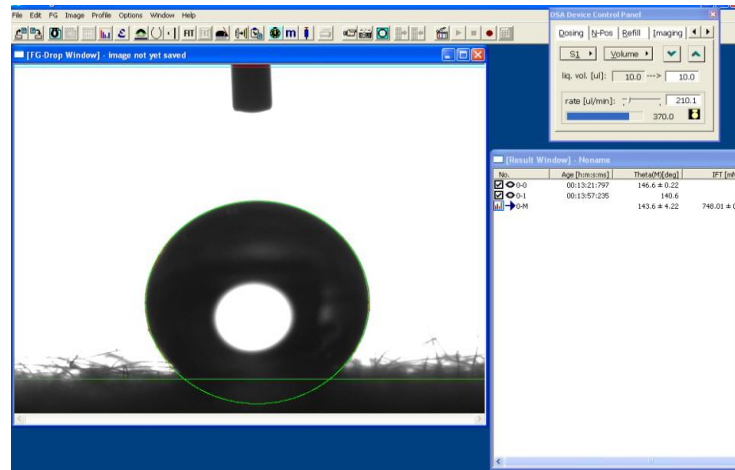 File Edit FG Image Profile Options Window Help
FIT
m
[FG-Drop Window] - image not yet saved
DSA Device Control Panel
Dosing N-Pos Refill Imaging
S1 Volume
liq. vol. [ul]: 10.0 ---> 10.0
rate [ul/min]: 210.1
370.0
[Result Window] - Noname
No. Age [h:m:s:ms] Theta(M)[deg] IFT [mN
0-0 00:13:21:797 146.6 ± 0.22
0-1 00:13:57:235 140.6
0-M 143.6 ± 4.22 748.01 ± 0